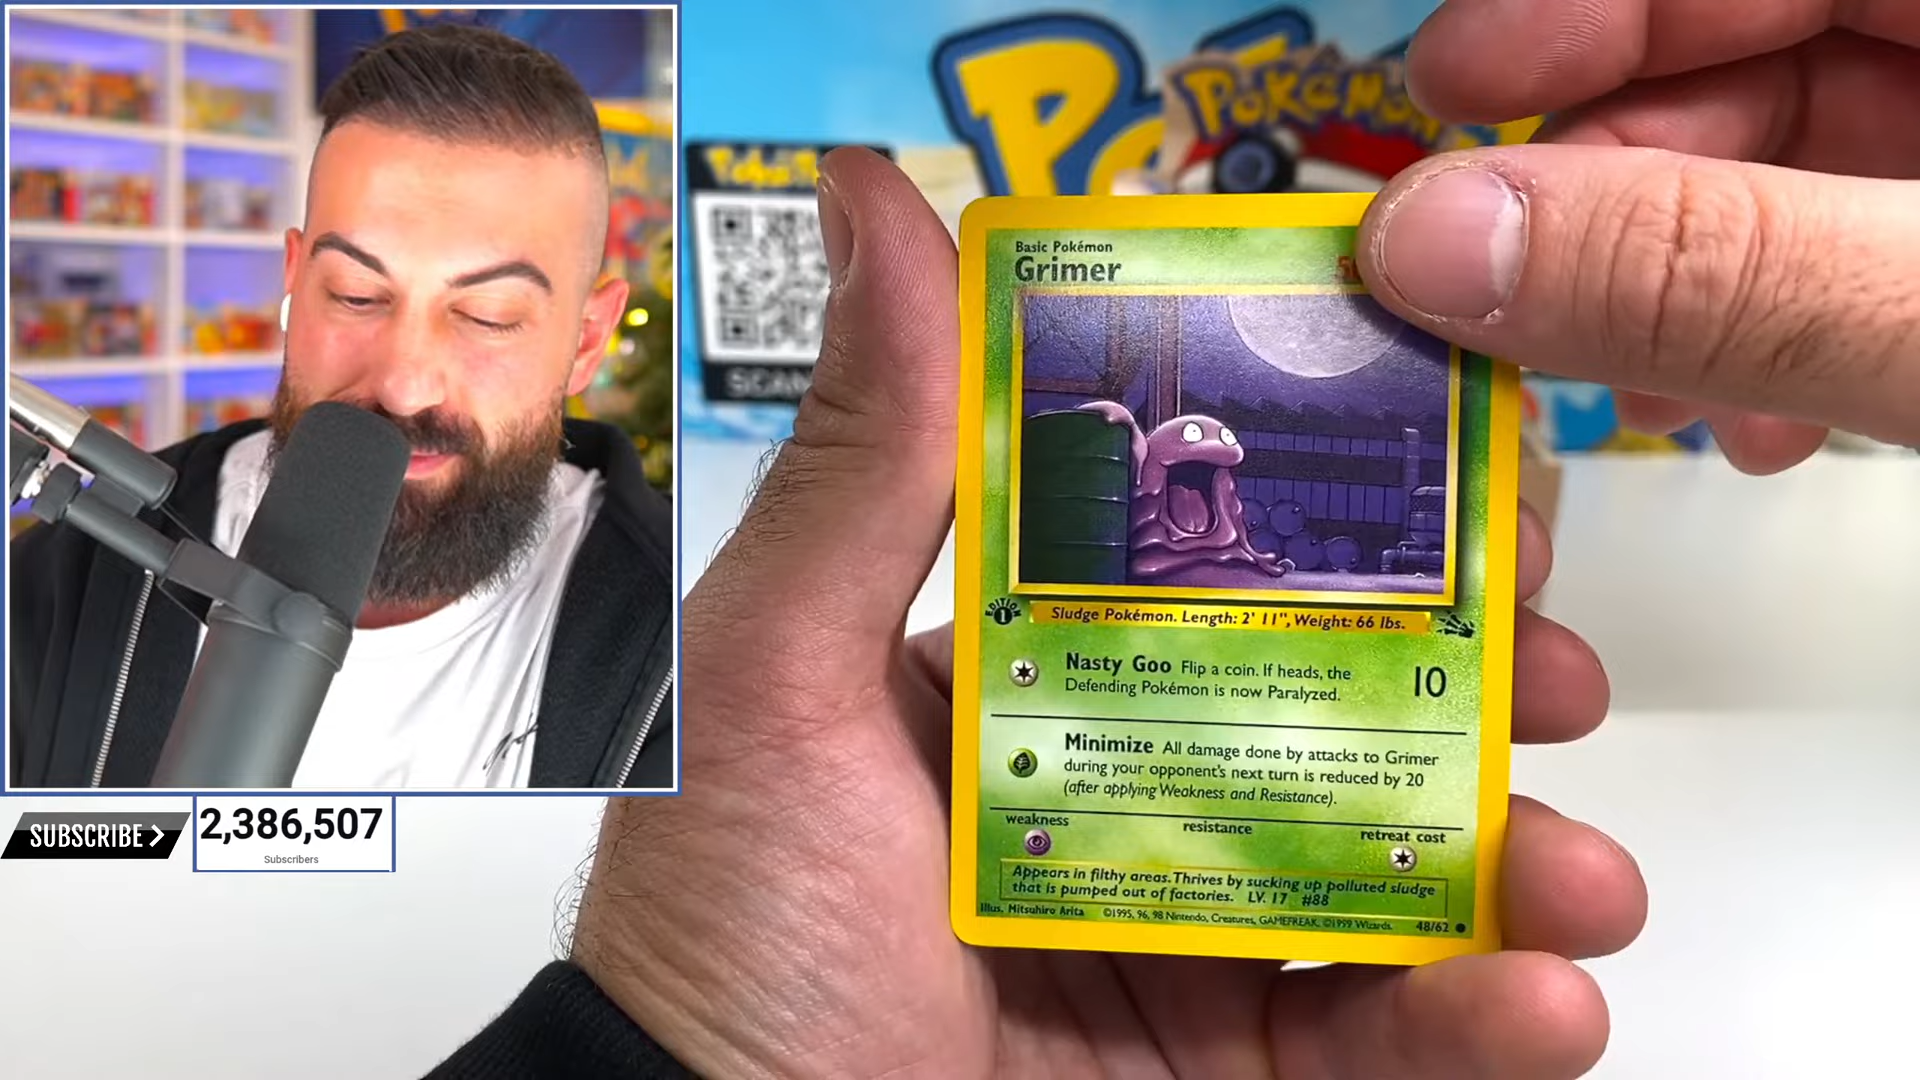 POKéMON
SCAN
Basic Pokémon
Grimer
EDITION
1
Sludge Pokémon. Length: 2' 11", Weight: 66 lbs.
Nasty Goo Flip a coin. If heads, the
Defending Pokémon is now Paralyzed.
10
Minimize All damage done by attacks to Grimer
during your opponent's next turn is reduced by 20
(after applying Weakness and Resistance).
weakness
resistance
retreat cost
Appears in filthy areas. Thrives by sucking up polluted sludge
that is pumped out of factories. LV. 17 #88
Illus. Mitsuhiro Arita ©1995, 96, 98 Nintendo, Creatures, GAMEFREAK. ©1999 Wizards. 48/62
SUBSCRIBE
2,386,507
Subscribers